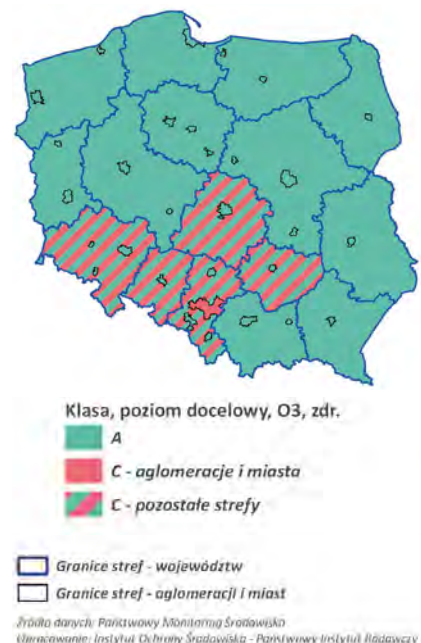 Klasa, poziom docelowy, O3, zdr.
A
C - aglomeracje i miasta
C - pozostałe strefy
Granice stref - województw
Granice stref - aglomeracji i miast
Źródło danych: Państwowy Monitoring Środowiska
Opracowanie: Instytut Ochrony Środowiska - Państwowy Instytut Badawczy